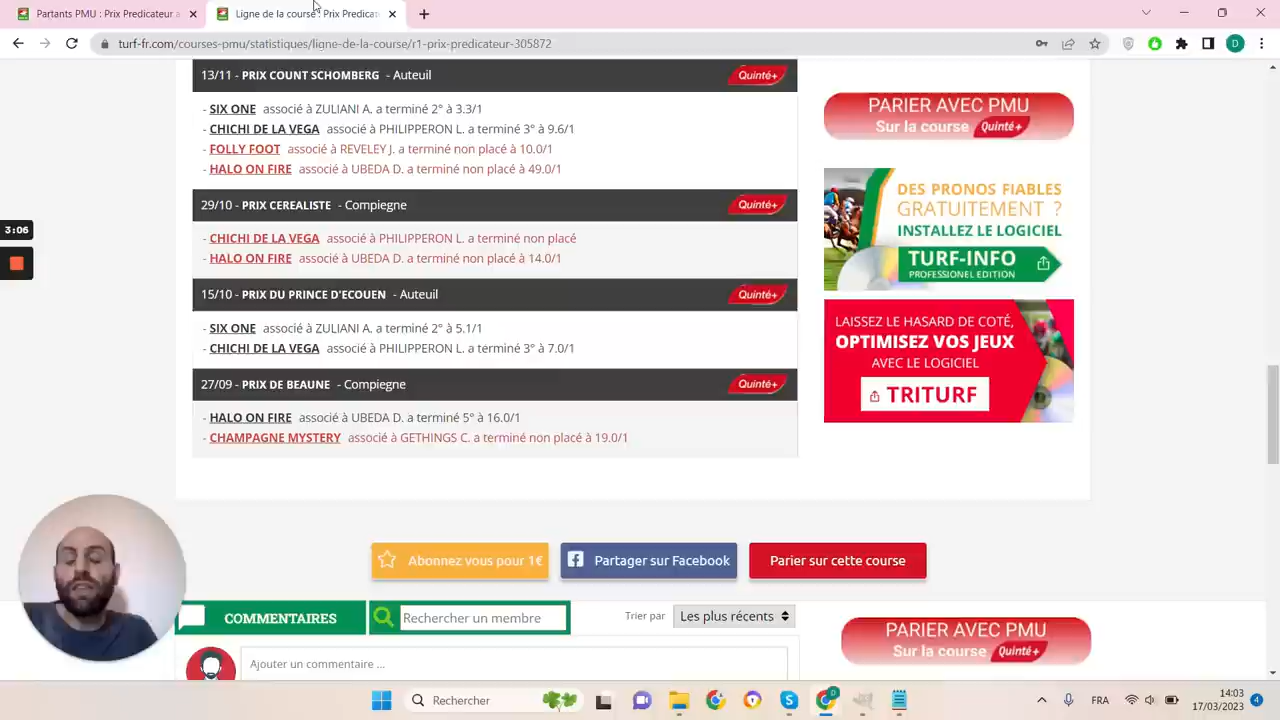 Partants PMU : Prix Predicateur a
Ligne de la course : Prix Predicat
turf-fr.com/courses-pmu/statistiques/ligne-de-la-course/r1-prix-predicateur-305872
D
13/11 - PRIX COUNT SCHOMBERG - Auteuil
Quinté+
- SIX ONE associé à ZULIANI A. a terminé 2° à 3.3/1
- CHICHI DE LA VEGA associé à PHILIPPERON L. a terminé 3° à 9.6/1
- FOLLY FOOT associé à REVELEY J. a terminé non placé à 10.0/1
- HALO ON FIRE associé à UBEDA D. a terminé non placé à 49.0/1
29/10 - PRIX CEREALISTE - Compiegne
Quinté+
- CHICHI DE LA VEGA associé à PHILIPPERON L. a terminé non placé
- HALO ON FIRE associé à UBEDA D. a terminé non placé à 14.0/1
15/10 - PRIX DU PRINCE D'ECOUEN - Auteuil
Quinté+
- SIX ONE associé à ZULIANI A. a terminé 2° à 5.1/1
- CHICHI DE LA VEGA associé à PHILIPPERON L. a terminé 3° à 7.0/1
27/09 - PRIX DE BEAUNE - Compiegne
Quinté+
- HALO ON FIRE associé à UBEDA D. a terminé 5° à 16.0/1
- CHAMPAGNE MYSTERY associé à GETHINGS C. a terminé non placé à 19.0/1
PARIER AVEC PMU
Sur la course Quinté+
DES PRONOS FIABLES
GRATUITEMENT ?
INSTALLEZ LE LOGICIEL
TURF-INFO
PROFESSIONEL EDITION
LAISSEZ LE HASARD DE COTÉ,
OPTIMISEZ VOS JEUX
AVEC LE LOGICIEL
TRITURF
3:06
Abonnez vous pour 1€
Partager sur Facebook
Parier sur cette course
COMMENTAIRES
Rechercher un membre
Trier par
Les plus récents
Ajouter un commentaire ...
PARIER AVEC PMU
Sur la course Quinté+
Rechercher
D
FRA
14:03
17/03/2023
4